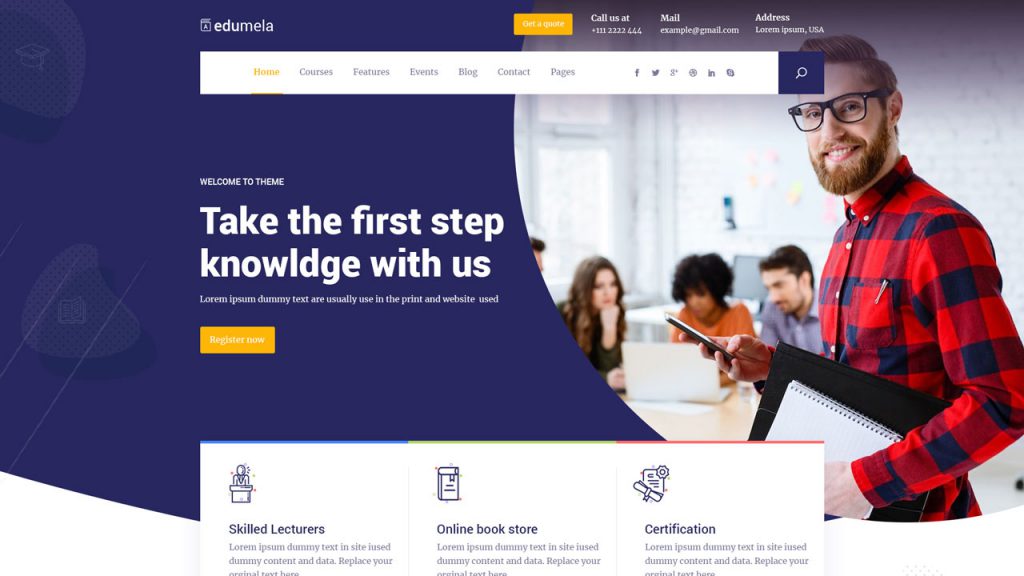 edumela
Get a quote
Call us at
+111 2222 444
Mail
example@gmail.com
Address
Lorem ipsum, USA
Home Courses Features Events Blog Contact Pages
WELCOME TO THEME
Take the first step
knowldge with us
Lorem ipsum dummy text are usually use in the print and website used
Register now
Skilled Lecturers
Lorem ipsum dummy text in site iused
dummy content and data. Replace your
orginal text here
Online book store
Lorem ipsum dummy text in site iused
dummy content and data. Replace your
orginal text here
Certification
Lorem ipsum dummy text in site iused
dummy content and data. Replace your
orginal text here